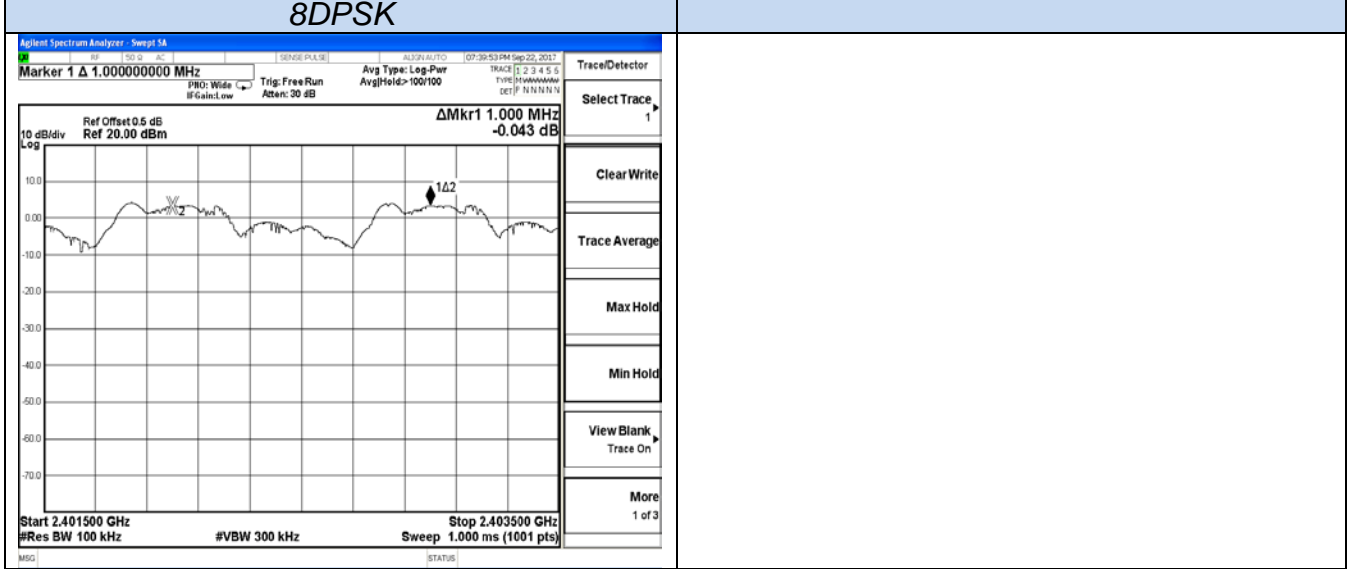 8DPSK
Agilent Spectrum Analyzer - Swept SA
RF 50 Ω AC SENSE:PULSE ALIGN AUTO 07:39:53 PM Sep 22, 2017
Marker 1 Δ 1.000000000 MHz
PNO: Wide
IFGain:Low
Trig: Free Run
Atten: 30 dB
Avg Type: Log-Pwr
Avg|Hold:> 100/100
TRACE 1 2 3 4 5 6
TYPE M
DET P N N N N N
ΔMkr1 1.000 MHz
-0.043 dB
Ref Offset 0.5 dB
10 dB/div Ref 20.00 dBm
Log
10.0
0.00
-10.0
-20.0
-30.0
-40.0
-50.0
-60.0
-70.0
1Δ2
2
Start 2.401500 GHz
Stop 2.403500 GHz
#Res BW 100 kHz
#VBW 300 kHz
Sweep 1.000 ms (1001 pts)
MSG
STATUS
Trace/Detector
Select Trace
1
Clear Write
Trace Average
Max Hold
Min Hold
View Blank
Trace On
More
1 of 3